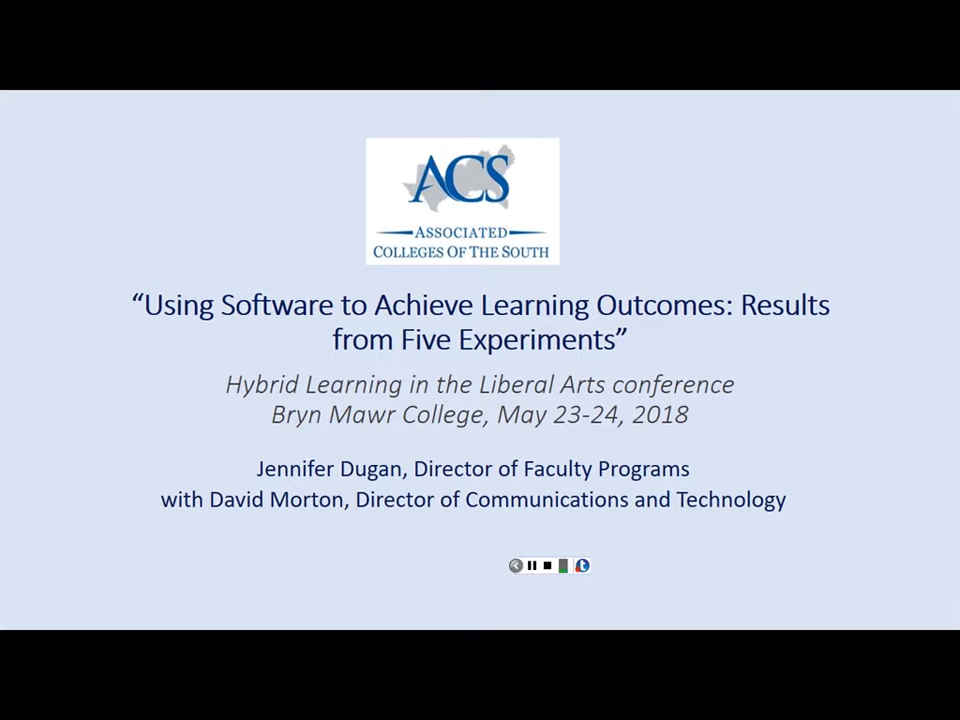 ACS
ASSOCIATED
COLLEGES OF THE SOUTH
“Using Software to Achieve Learning Outcomes: Results
from Five Experiments”
Hybrid Learning in the Liberal Arts conference
Bryn Mawr College, May 23-24, 2018
Jennifer Dugan, Director of Faculty Programs
with David Morton, Director of Communications and Technology